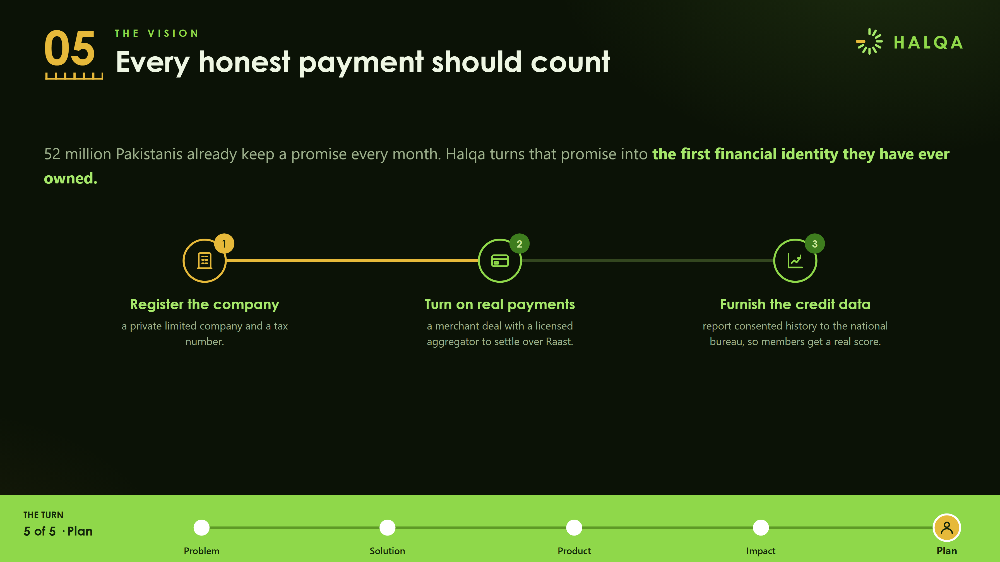 05
THE VISION
Every honest payment should count
HALQA
52 million Pakistanis already keep a promise every month. Halqa turns that promise into the first financial identity they have ever
owned.
1
2
3
Register the company
a private limited company and a tax
number.
Turn on real payments
a merchant deal with a licensed
aggregator to settle over Raast.
Furnish the credit data
report consented history to the national
bureau, so members get a real score.
THE TURN
5 of 5 · Plan
Problem
Solution
Product
Impact
Plan